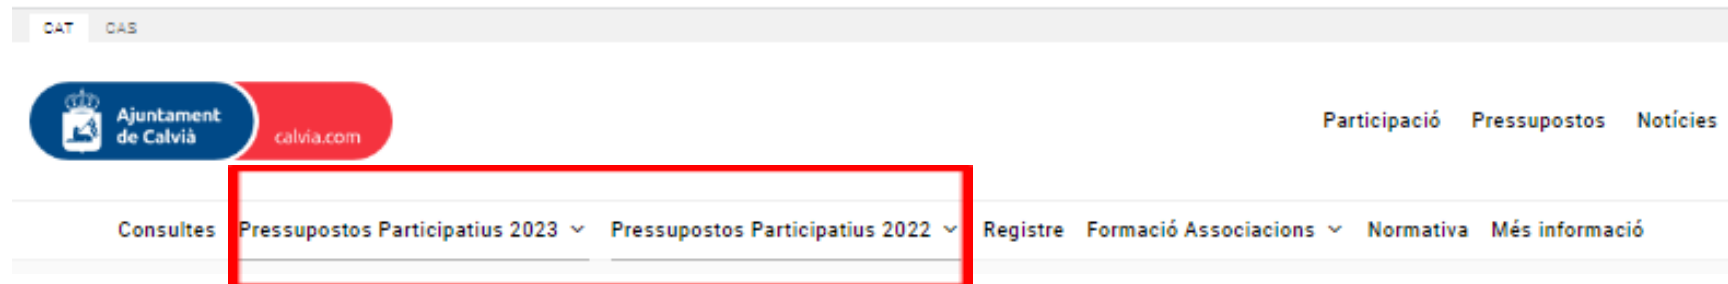 CAT CAS
Ajuntament
de Calvià
calvia.com
Participació Pressupostos Notícies
Consultes Pressupostos Participatius 2023 Pressupostos Participatius 2022 Registre Formació Associacions Normativa Més informació